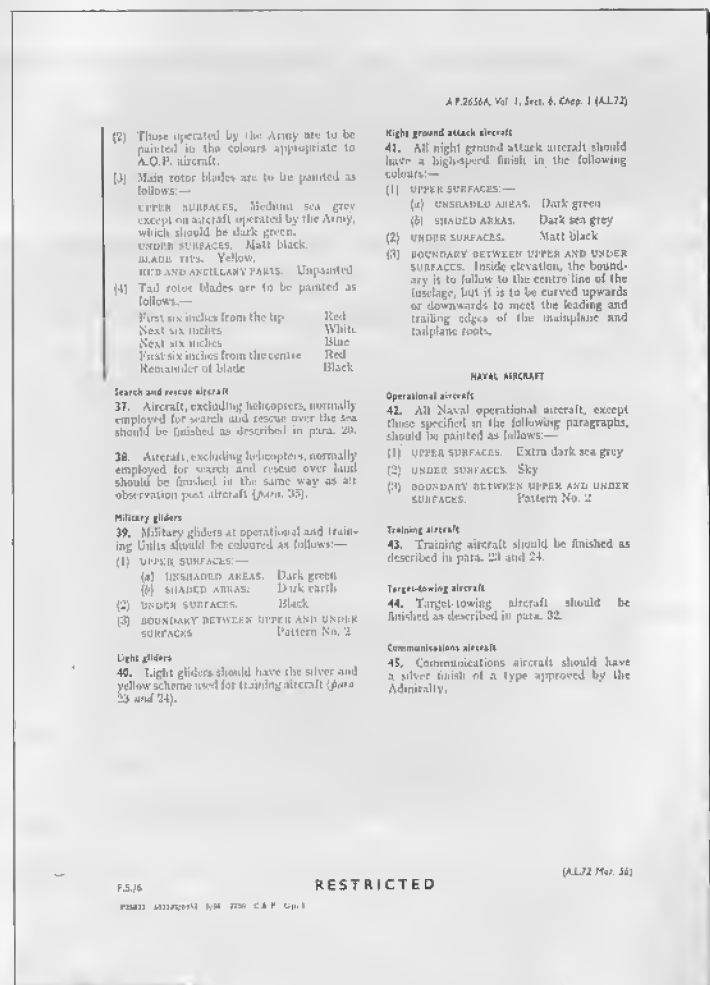 A.P.2656A, Vol 1, Sect. 6, Chap. 1 (A.L.72)
(2) Those operated by the Army are to be
painted in the colours appropriate to
A.O.P. aircraft.
(3) Main rotor blades are to be painted as
follows:—
UPPER SURFACES. Medium sea grey
except on aircraft operated by the Army,
which should be dark green.
UNDER SURFACES. Matt black.
BLADE TIPS. Yellow.
RED AND ANCILLANY PARTS. Unpainted
(4) Tail rotor blades are to be painted as
follows.—
First six inches from the tip Red
Next six inches White
Next six inches Blue
First six inches from the centre Red
Remainder of blade Black
Search and rescue aircraft
37. Aircraft, excluding helicopters, normally
employed for search and rescue over the sea
should be finished as described in para. 20.
38. Aircraft, excluding helicopters, normally
employed for search and rescue over land
should be finished in the same way as air
observation post aircraft (para. 35).
Military gliders
39. Military gliders at operational and train-
ing Units should be coloured as follows:—
(1) UPPER SURFACES:—
(a) UNSHADED AREAS. Dark green
(b) SHADED AREAS. Dark earth
(2) UNDER SURFACES. Black
(3) BOUNDARY BETWEEN UPPER AND UNDER
SURFACES Pattern No. 2
Light gliders
40. Light gliders should have the silver and
yellow scheme used for training aircraft (para
23 and 24).
Night ground attack aircraft
41. All night ground attack aircraft should
have a high-speed finish in the following
colours:—
(1) UPPER SURFACES:—
(a) UNSHADED AREAS. Dark green
(b) SHADED AREAS. Dark sea grey
(2) UNDER SURFACES. Matt black
(3) BOUNDARY BETWEEN UPPER AND UNDER
SURFACES. Inside elevation, the bound-
ary is to follow to the centre line of the
fuselage, but it is to be curved upwards
or downwards to meet the leading and
trailing edges of the mainplane and
tailplane roots.
NAVAL AIRCRAFT
Operational aircraft
42. All Naval operational aircraft, except
those specified in the following paragraphs,
should be painted as follows:—
(1) UPPER SURFACES. Extra dark sea grey
(2) UNDER SURFACES. Sky
(3) BOUNDARY BETWEEN UPPER AND UNDER
SURFACES. Pattern No. 2
Training aircraft
43. Training aircraft should be finished as
described in para. 23 and 24.
Target-towing aircraft
44. Target-towing aircraft should be
finished as described in para. 32.
Communications aircraft
45. Communications aircraft should have
a silver finish of a type approved by the
Admiralty.
(A.L.72 Mar. 56)
F.S./6
RESTRICTED